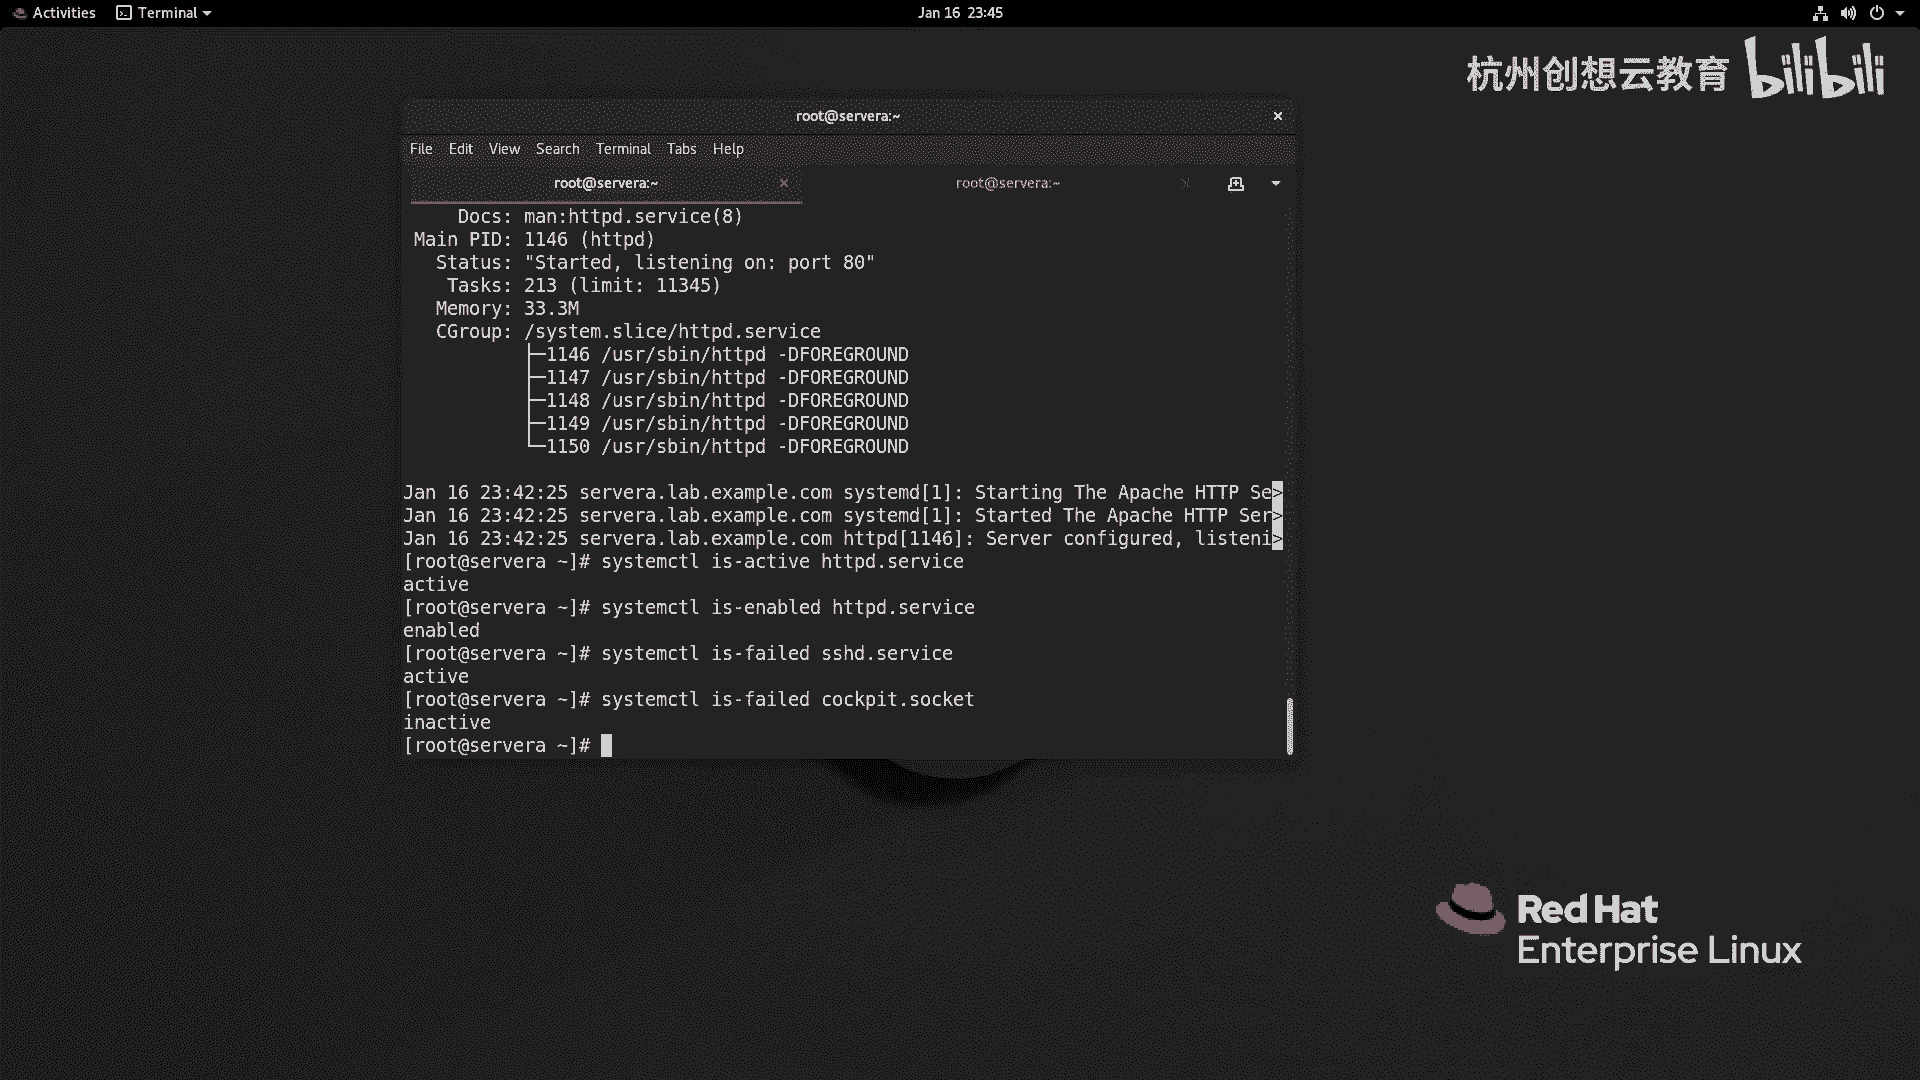 Activities Terminal Jan 16 23:45
杭州创想云教育 bilibili
root@servera:~
File Edit View Search Terminal Tabs Help
root@servera:~ root@servera:~
Docs: man:httpd.service(8)
Main PID: 1146 (httpd)
Status: "Started, listening on: port 80"
Tasks: 213 (limit: 11345)
Memory: 33.3M
CGroup: /system.slice/httpd.service
├─1146 /usr/sbin/httpd -DFOREGROUND
├─1147 /usr/sbin/httpd -DFOREGROUND
├─1148 /usr/sbin/httpd -DFOREGROUND
├─1149 /usr/sbin/httpd -DFOREGROUND
└─1150 /usr/sbin/httpd -DFOREGROUND
Jan 16 23:42:25 servera.lab.example.com systemd[1]: Starting The Apache HTTP Se>
Jan 16 23:42:25 servera.lab.example.com systemd[1]: Started The Apache HTTP Ser>
Jan 16 23:42:25 servera.lab.example.com httpd[1146]: Server configured, listeni>
[root@servera ~]# systemctl is-active httpd.service
active
[root@servera ~]# systemctl is-enabled httpd.service
enabled
[root@servera ~]# systemctl is-failed sshd.service
active
[root@servera ~]# systemctl is-failed cockpit.socket
inactive
[root@servera ~]#
Red Hat
Enterprise Linux